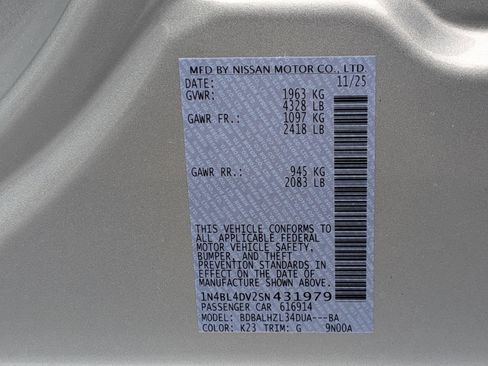 MFD BY NISSAN MOTOR CO., LTD.
DATE: 11/25
GVWR: 1963 KG
4328 LB
GAWR FR.: 1097 KG
2418 LB
GAWR RR.: 945 KG
2083 LB
THIS VEHICLE CONFORMS TO
ALL APPLICABLE FEDERAL
MOTOR VEHICLE SAFETY,
BUMPER, AND THEFT
PREVENTION STANDARDS IN
EFFECT ON THE DATE OF
MANUFACTURE SHOWN ABOVE.
1N4BL4DV2SN431979
PASSENGER CAR 616914
MODEL: BDBALHZL34DUA---BA
COLOR: K23 TRIM: G 9N00A